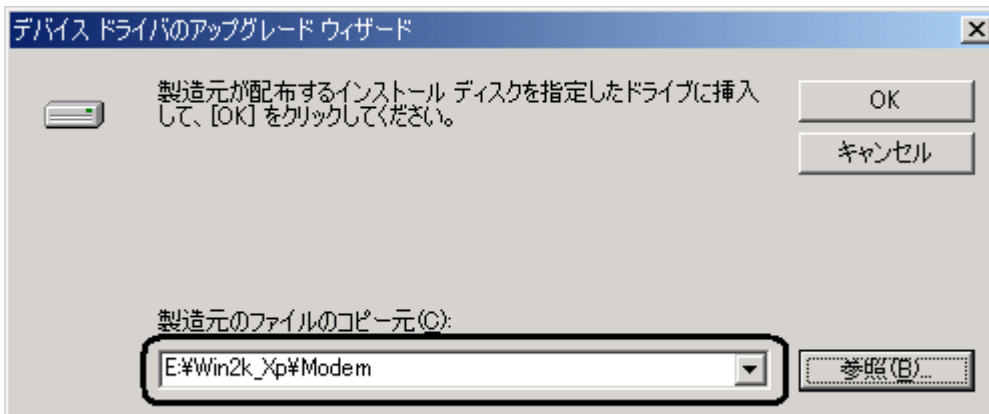 デバイス ドライバのアップグレード ウィザード
製造元が配布するインストール ディスクを指定したドライブに挿入
して、[OK] をクリックしてください。
OK
キャンセル
製造元のファイルのコピー元(C):
E:¥Win2k_Xp¥Modem
参照(B)...